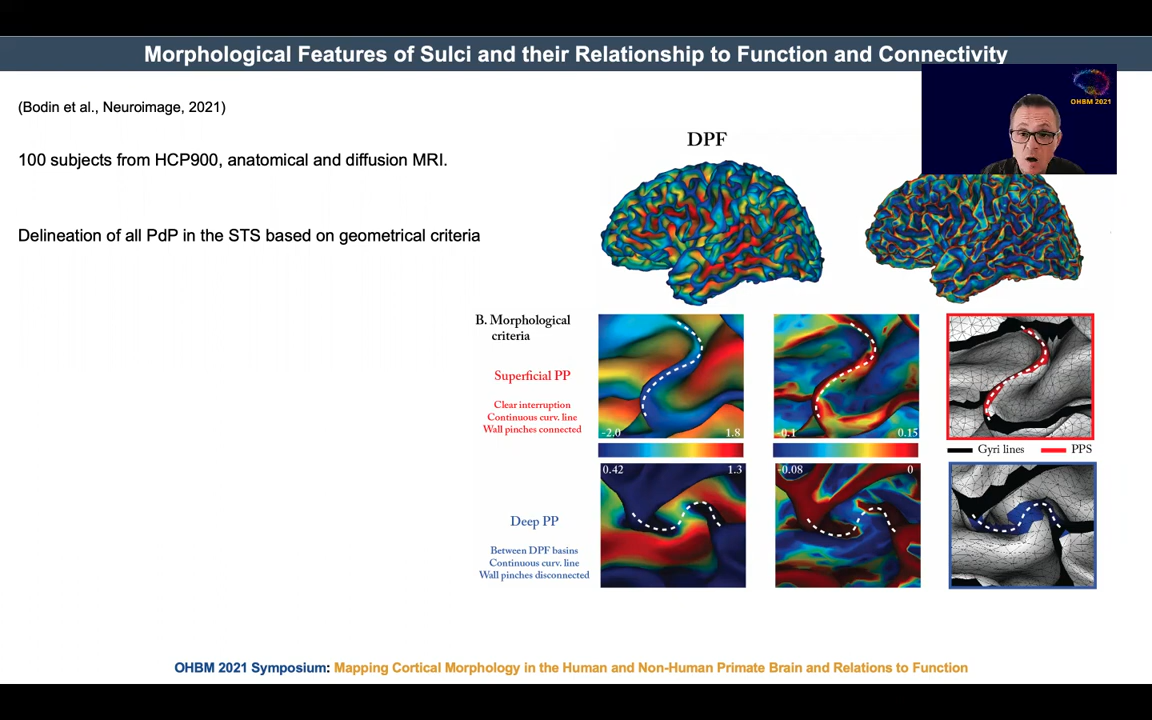 Morphological Features of Sulci and their Relationship to Function and Connectivity
OHBM 2021
(Bodin et al., Neuroimage, 2021)
100 subjects from HCP900, anatomical and diffusion MRI.
Delineation of all PdP in the STS based on geometrical criteria
DPF
B. Morphological
criteria
Superficial PP
Clear interruption
Continuous curv. line
Wall pinches connected
-2.0 1.8
-0.1 0.15
Gyri lines PPS
0.42 1.3
-0.08 0
Deep PP
Between DPF basins
Continuous curv. line
Wall pinches disconnected
OHBM 2021 Symposium: Mapping Cortical Morphology in the Human and Non-Human Primate Brain and Relations to Function